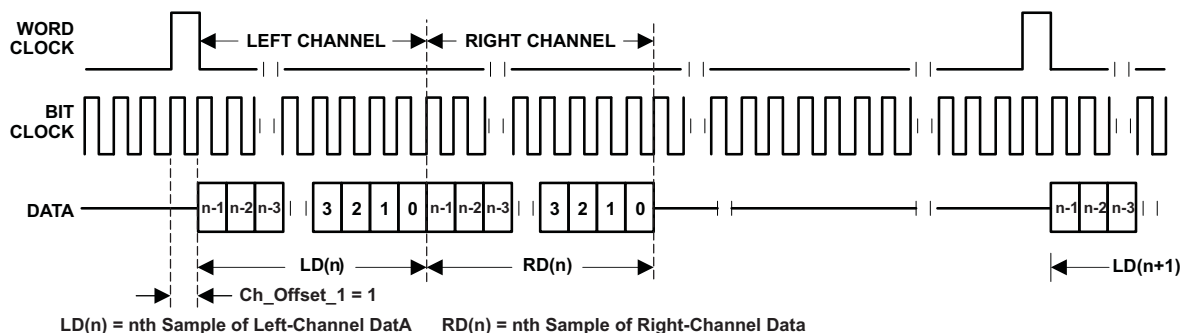 WORD
CLOCK
LEFT CHANNEL
RIGHT CHANNEL
BIT
CLOCK
DATA
n-1 n-2 n-3 3 2 1 0 n-1 n-2 n-3 3 2 1 0 n-1 n-2 n-3
LD(n)
RD(n)
LD(n+1)
Ch_Offset_1 = 1
LD(n) = nth Sample of Left-Channel DatA RD(n) = nth Sample of Right-Channel Data